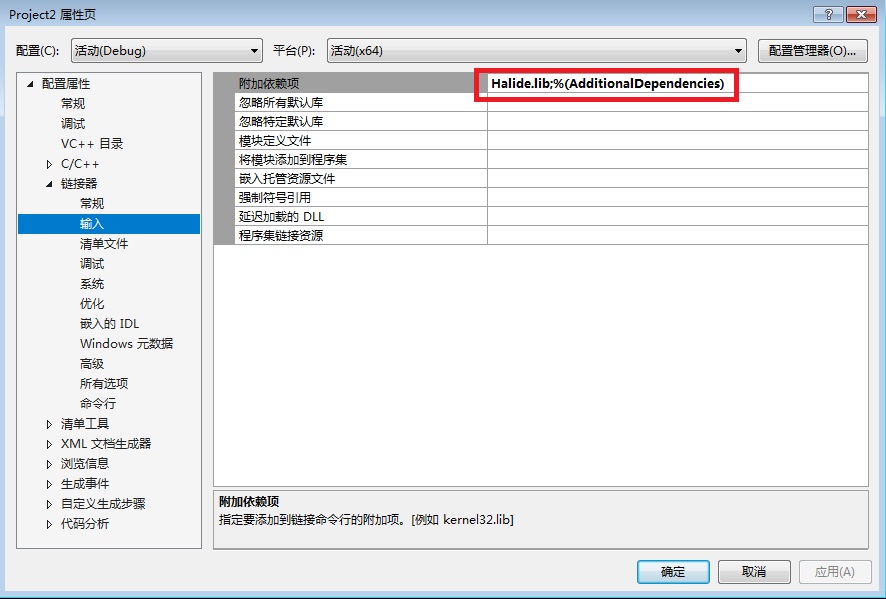 Project2 属性页
配置(C): 活动(Debug) 平台(P): 活动(x64) 配置管理器(O)...
配置属性
常规
调试
VC++ 目录
C/C++
链接器
常规
输入
清单文件
调试
系统
优化
嵌入的 IDL
Windows 元数据
高级
所有选项
命令行
清单工具
XML 文档生成器
浏览信息
生成事件
自定义生成步骤
代码分析
附加依赖项 Halide.lib;%(AdditionalDependencies)
忽略所有默认库
忽略特定默认库
模块定义文件
将模块添加到程序集
嵌入托管资源文件
强制符号引用
延迟加载的 DLL
程序集链接资源
附加依赖项
指定要添加到链接命令行的附加项。[例如 kernel32.lib]
确定 取消 应用(A)